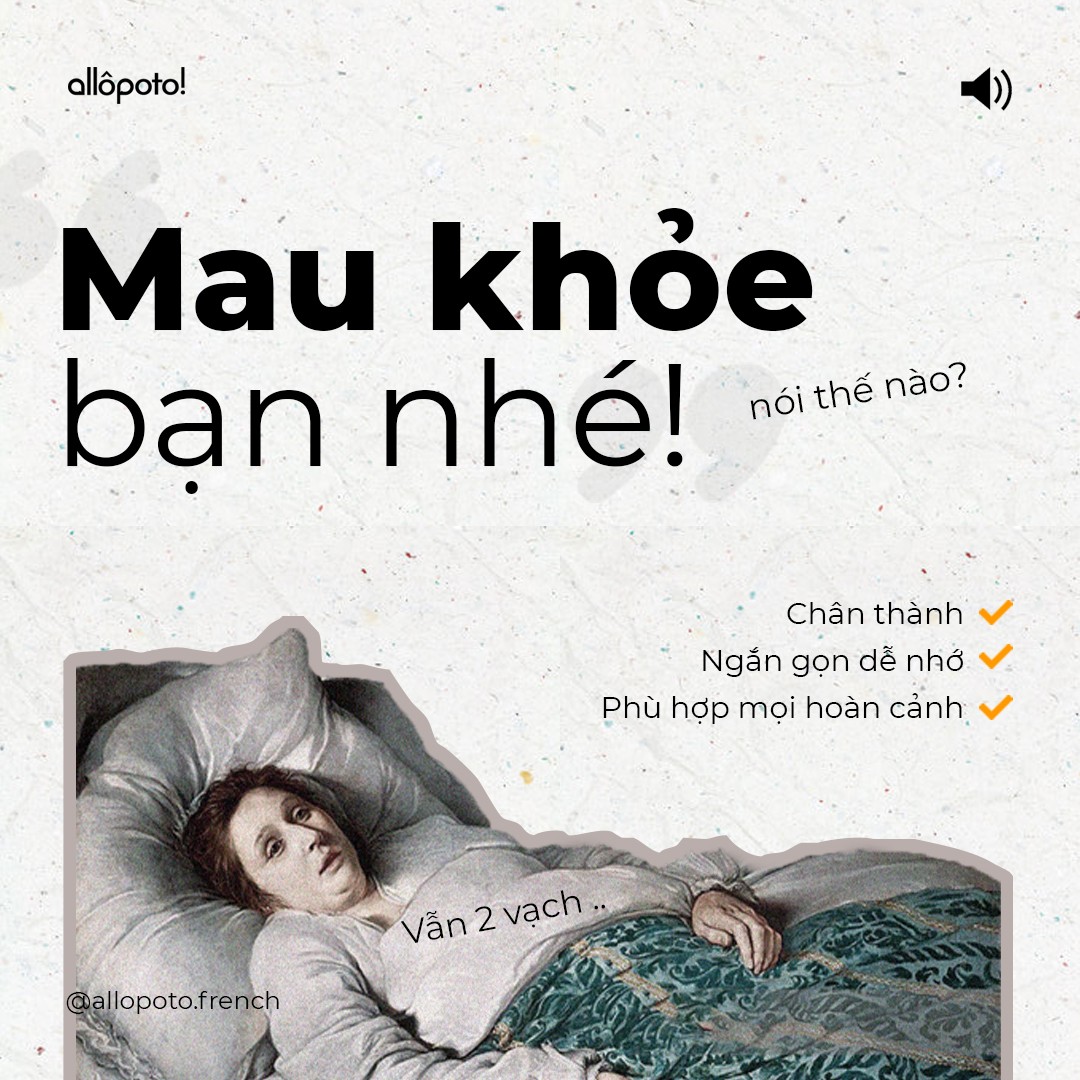 allôpoto!
Mau khỏe
bạn nhé!
nói thế nào?
Chân thành
Ngắn gọn dễ nhớ
Phù hợp mọi hoàn cảnh
Vẫn 2 vạch ..
@allopoto.french